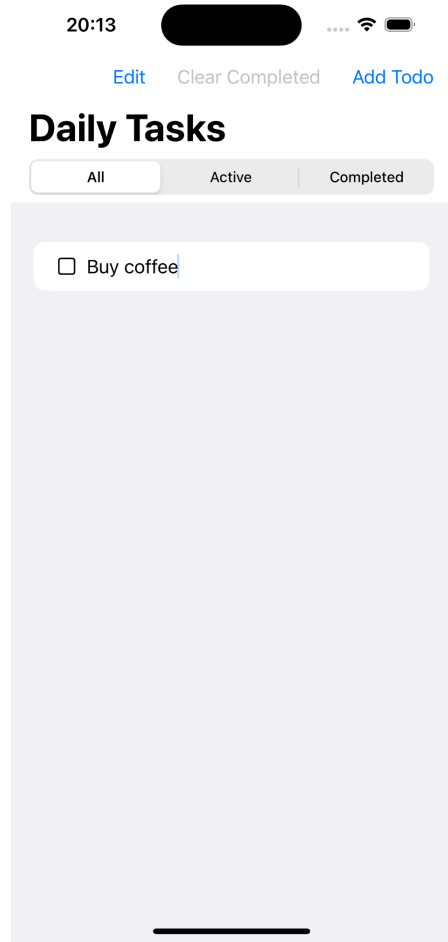 20:13
Edit Clear Completed Add Todo
Daily Tasks
All Active Completed
Buy coffee